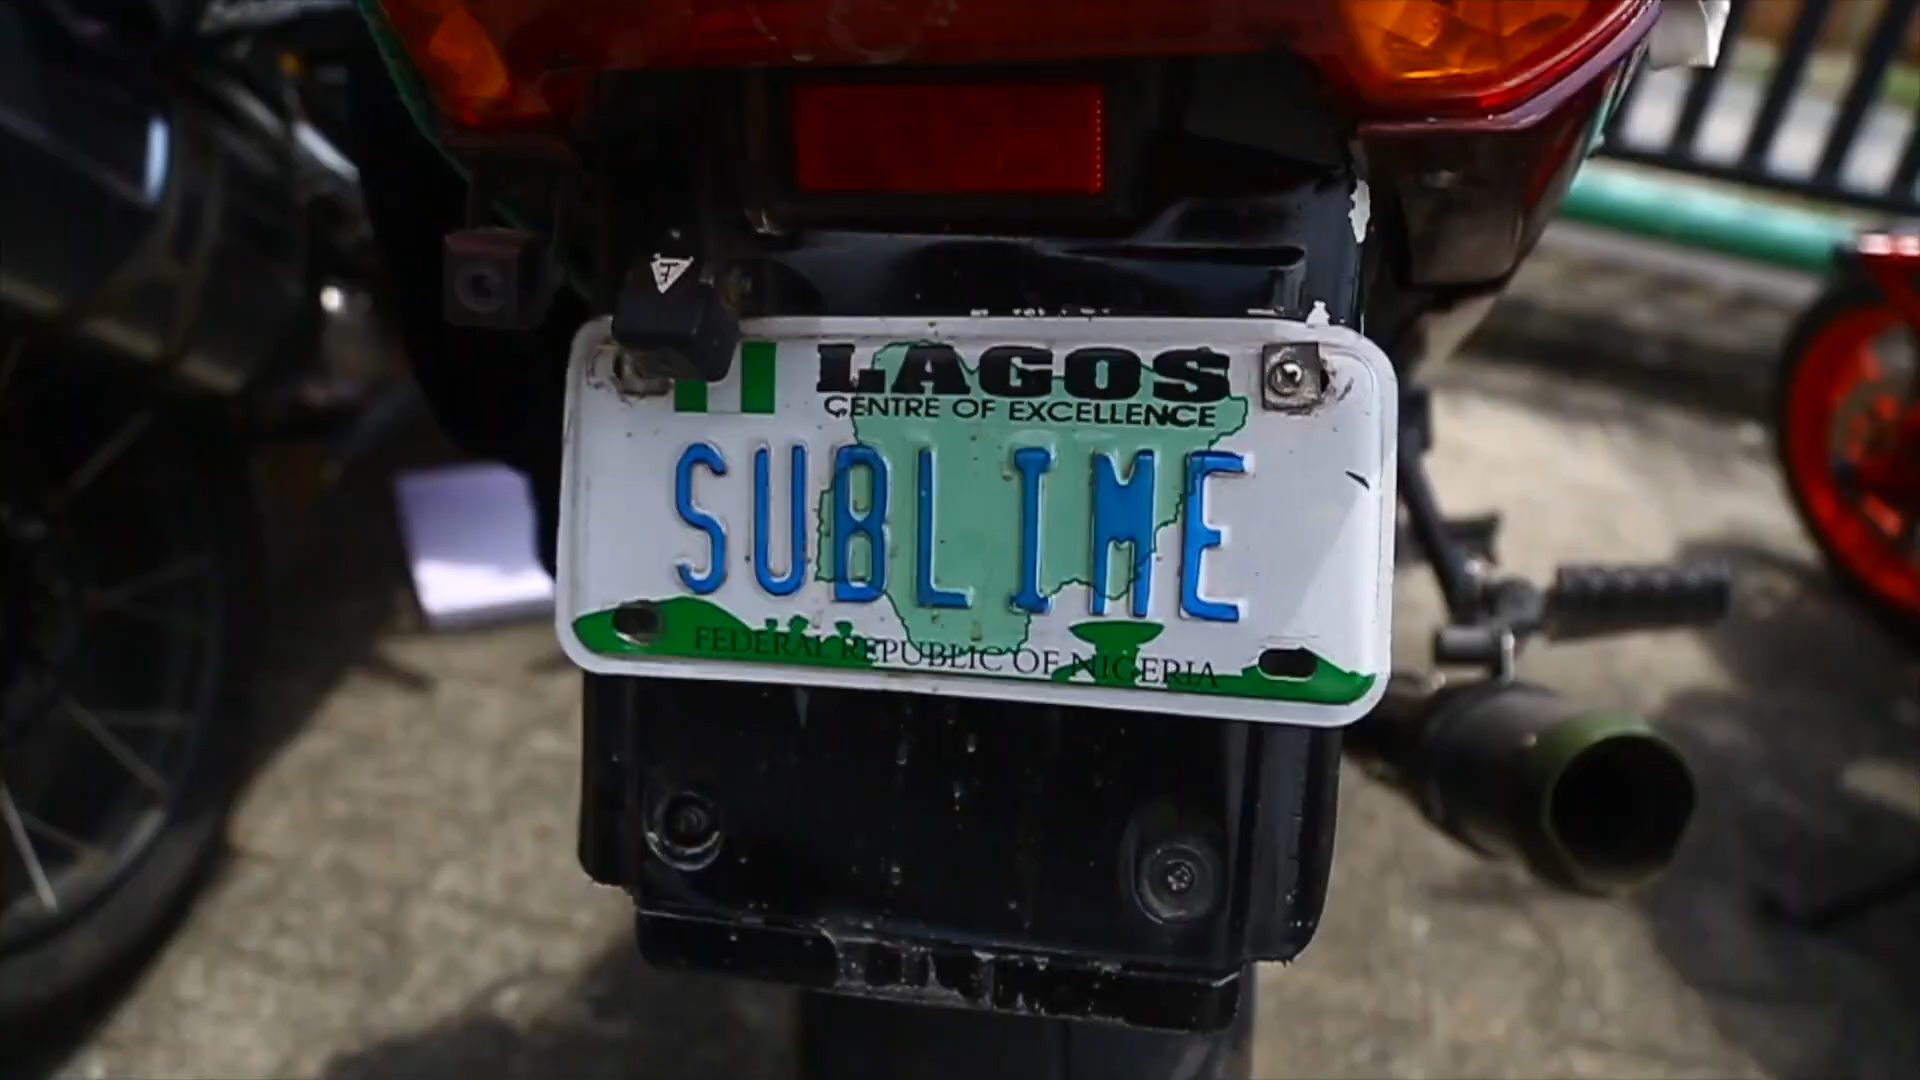 LAGOS
CENTRE OF EXCELLENCE
SUBLIME
FEDERAL REPUBLIC OF NIGERIA